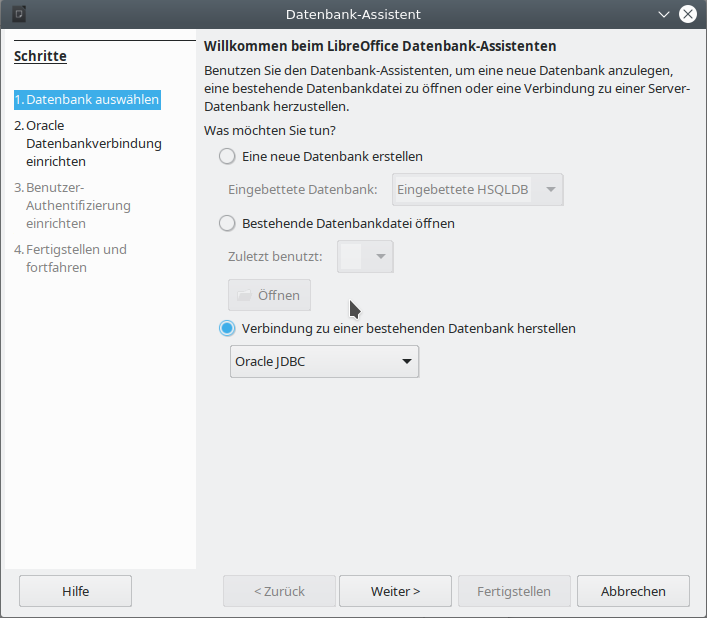 Datenbank-Assistent
Schritte
1. Datenbank auswählen
2. Oracle
Datenbankverbindung
einrichten
3. Benutzer-
Authentifizierung
einrichten
4. Fertigstellen und
fortfahren
Willkommen beim LibreOffice Datenbank-Assistenten
Benutzen Sie den Datenbank-Assistenten, um eine neue Datenbank anzulegen,
eine bestehende Datenbankdatei zu öffnen oder eine Verbindung zu einer Server-
Datenbank herzustellen.
Was möchten Sie tun?
Eine neue Datenbank erstellen
Eingebettete Datenbank: Eingebettete HSQLDB
Bestehende Datenbankdatei öffnen
Zuletzt benutzt:
Öffnen
Verbindung zu einer bestehenden Datenbank herstellen
Oracle JDBC
Hilfe < Zurück Weiter > Fertigstellen Abbrechen